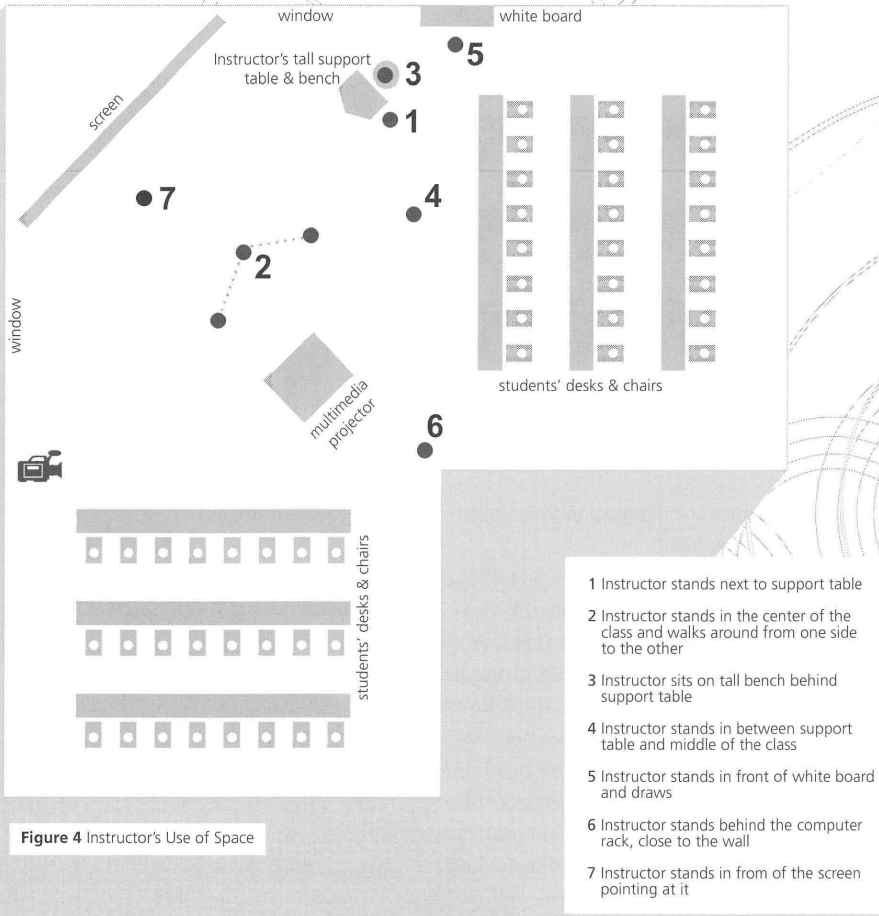 window
white board
5
Instructor's tall support
table & bench
3
screen
1
7
4
2
window
students' desks & chairs
multimedia
projector
6
students' desks & chairs
1 Instructor stands next to support table
2 Instructor stands in the center of the
class and walks around from one side
to the other
3 Instructor sits on tall bench behind
support table
4 Instructor stands in between support
table and middle of the class
5 Instructor stands in front of white board
and draws
6 Instructor stands behind the computer
rack, close to the wall
7 Instructor stands in from of the screen
pointing at it
Figure 4 Instructor's Use of Space